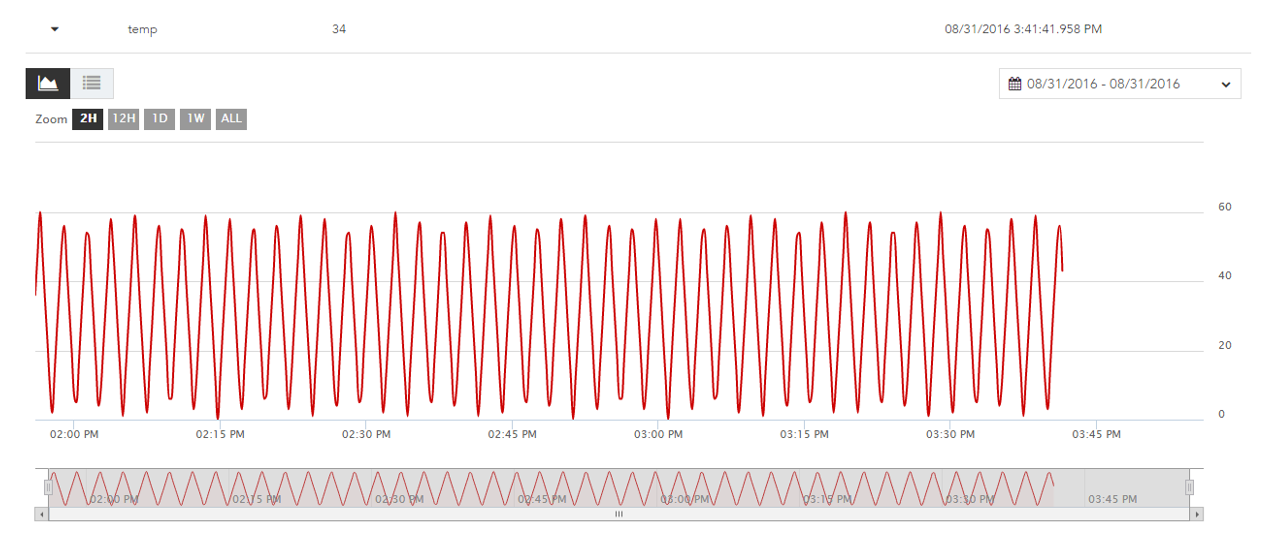 temp 34 08/31/2016 3:41:41.958 PM
08/31/2016 - 08/31/2016
Zoom 2H 12H 1D 1W ALL
60
40
20
0
02:00 PM 02:15 PM 02:30 PM 02:45 PM 03:00 PM 03:15 PM 03:30 PM 03:45 PM
02:00 PM 02:15 PM 02:30 PM 02:45 PM 03:00 PM 03:15 PM 03:30 PM 03:45 PM